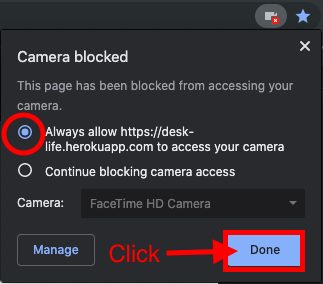 Camera blocked
This page has been blocked from accessing your
camera.
Always allow https://desk-
life.herokuapp.com to access your camera
Continue blocking camera access
Camera: FaceTime HD Camera
Manage Click Done